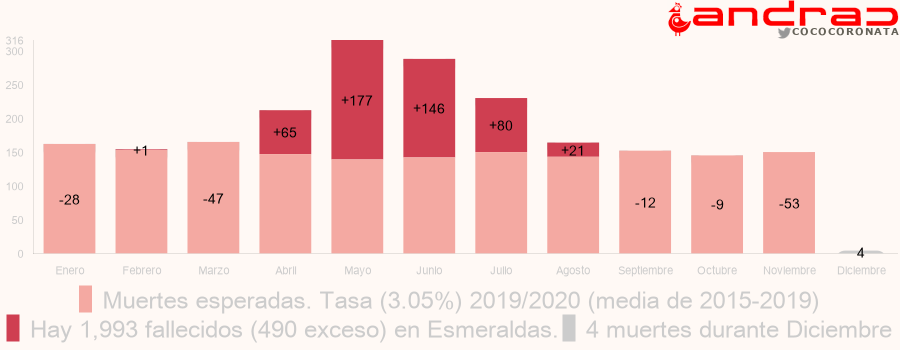 andrac
COCOCORONATA
316
300
250
200
150
100
50
0
-28
+1
-47
+65
+177
+146
+80
+21
-12
-9
-53
4
Enero
Febrero
Marzo
Abril
Mayo
Junio
Julio
Agosto
Septiembre
Octubre
Noviembre
Diciembre
Muertes esperadas. Tasa (3.05%) 2019/2020 (media de 2015-2019)
Hay 1,993 fallecidos (490 exceso) en Esmeraldas. 4 muertes durante Diciembre